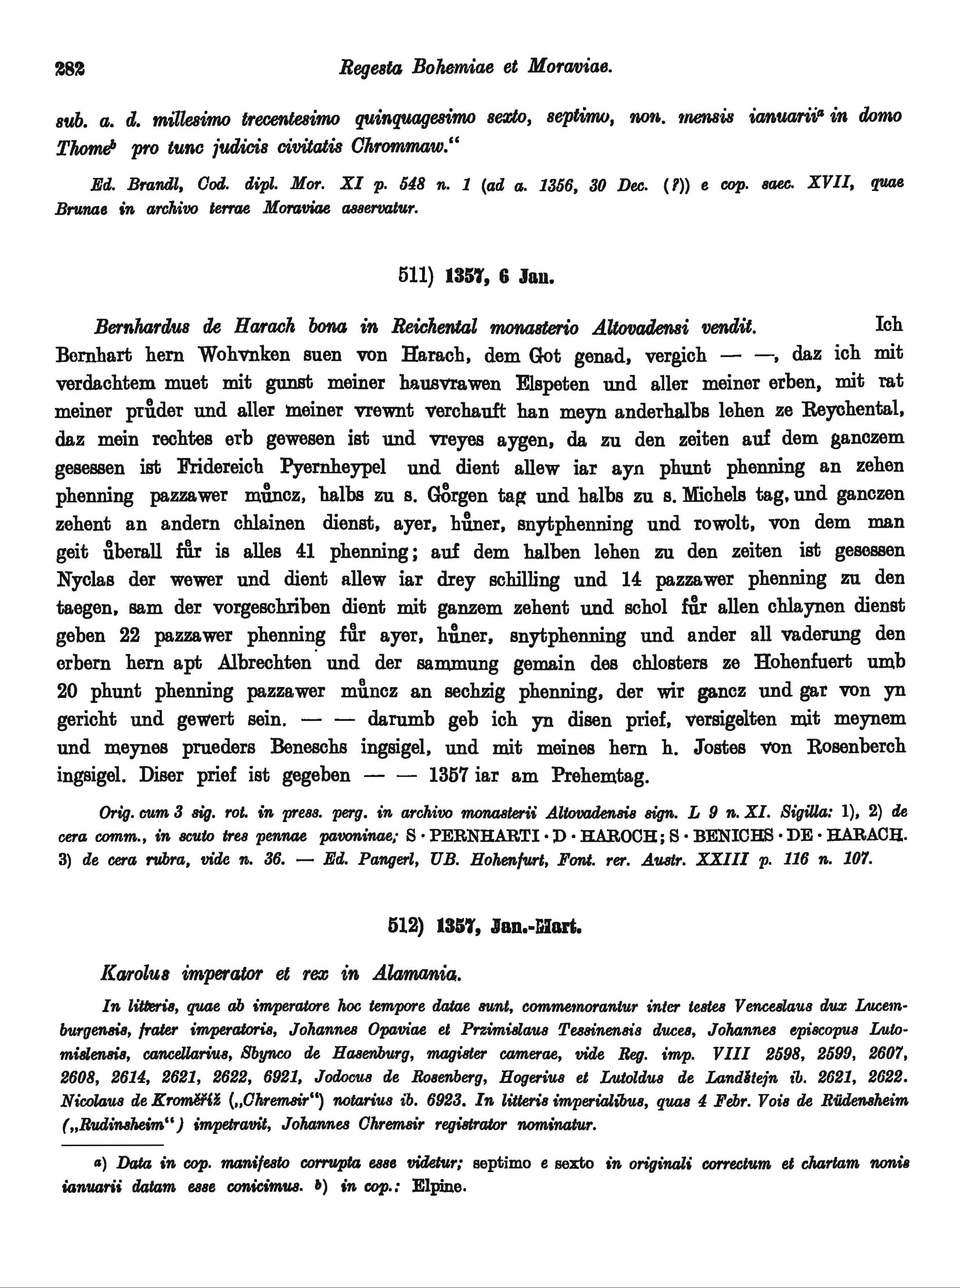 282 Regesta Bohemiae et Moraviae.
sub. a. d. millesimo trecentesimo quinquagesimo sexto, septimo, non. mensis ianuariiᵃ in domo
Thomeᵇ pro tunc judicis civitatis Chrommaw.“
Ed. Brandl, Cod. dipl. Mor. XI p. 548 n. 1 (ad a. 1356, 30 Dec. (?)) e cop. saec. XVII, quae
Brunae in archivo terrae Moraviae asservatur.
511) 1357, 6 Jan.
Bernhardus de Harach bona in Reichental monasterio Altovadensi vendit. Ich
Bernhart hern Wohvnken suen von Harach, dem Got genad, vergich — —, daz ich mit
verdachtem muet mit gunst meiner hausvrawen Elspeten und aller meiner erben, mit rat
meiner průder und aller meiner vrewnt verchauft han meyn anderhalbs lehen ze Reychental,
daz mein rechtes erb gewesen ist und vreyes aygen, da zu den zeiten auf dem ganczem
gesessen ist Fridereich Pyernheypel und dient allew iar ayn phunt phenning an zehen
phenning pazzawer můncz, halbs zu s. Go̊rgen tag und halbs zu s. Michels tag, und ganczen
zehent an andern chlainen dienst, ayer, hůner, snytphenning und rowolt, von dem man
geit ůberall fůr is alles 41 phenning; auf dem halben lehen zu den zeiten ist gesessen
Nyclas der wewer und dient allew iar drey schilling und 14 pazzawer phenning zu den
taegen, sam der vorgeschriben dient mit ganzem zehent und schol fůr allen chlaynen dienst
geben 22 pazzawer phenning fůr ayer, hůner, snytphenning und ander all vaderung den
erbern hern apt Albrechten und der sammung gemain des chlosters ze Hohenfuert umb
20 phunt phenning pazzawer můncz an sechzig phenning, der wir gancz und gar von yn
gericht und gewert sein. — — darumb geb ich yn disen prief, versigelten mit meynem
und meynes prueders Beneschs ingsigel, und mit meines hern h. Jostes von Rosenberch
ingsigel. Diser prief ist gegeben — — 1357 iar am Prehemtag.
Orig. cum 3 sig. rot. in press. perg. in archivo monasterii Altovadensis sign. L 9 n. XI. Sigilla: 1), 2) de
cera comm., in scuto tres pennae pavoninae; S · PERNHARTI · D · HAROCH; S · BENICHS · DE · HARACH.
3) de cera rubra, vide n. 36. — Ed. Pangerl, UB. Hohenfurt, Font. rer. Austr. XXIII p. 116 n. 107.
512) 1357, Jan.-Mart.
Karolus imperator et rex in Alamania.
In litteris, quae ab imperatore hoc tempore datae sunt, commemorantur inter testes Venceslaus dux Lucem-
burgensis, frater imperatoris, Johannes Opaviae et Przimislaus Tessinensis duces, Johannes episcopus Luto-
mislensis, cancellarius, Sbynco de Hasenburg, magister camerae, vide Reg. imp. VIII 2598, 2599, 2607,
2608, 2614, 2621, 2622, 6921, Jodocus de Rosenberg, Hogerius et Lutoldus de Landštejn ib. 2621, 2622.
Nicolaus de Kroměříž („Chremsir“) notarius ib. 6923. In litteris imperialibus, quas 4 Febr. Vois de Rüdensheim
(„Rudinsheim“) impetravit, Johannes Chremsir registrator nominatur.
ᵃ) Data in cop. manifesto corrupta esse videtur; septimo e sexto in originali correctum et chartam nonis
ianuarii datam esse conicimus. ᵇ) in cop.: Elpine.